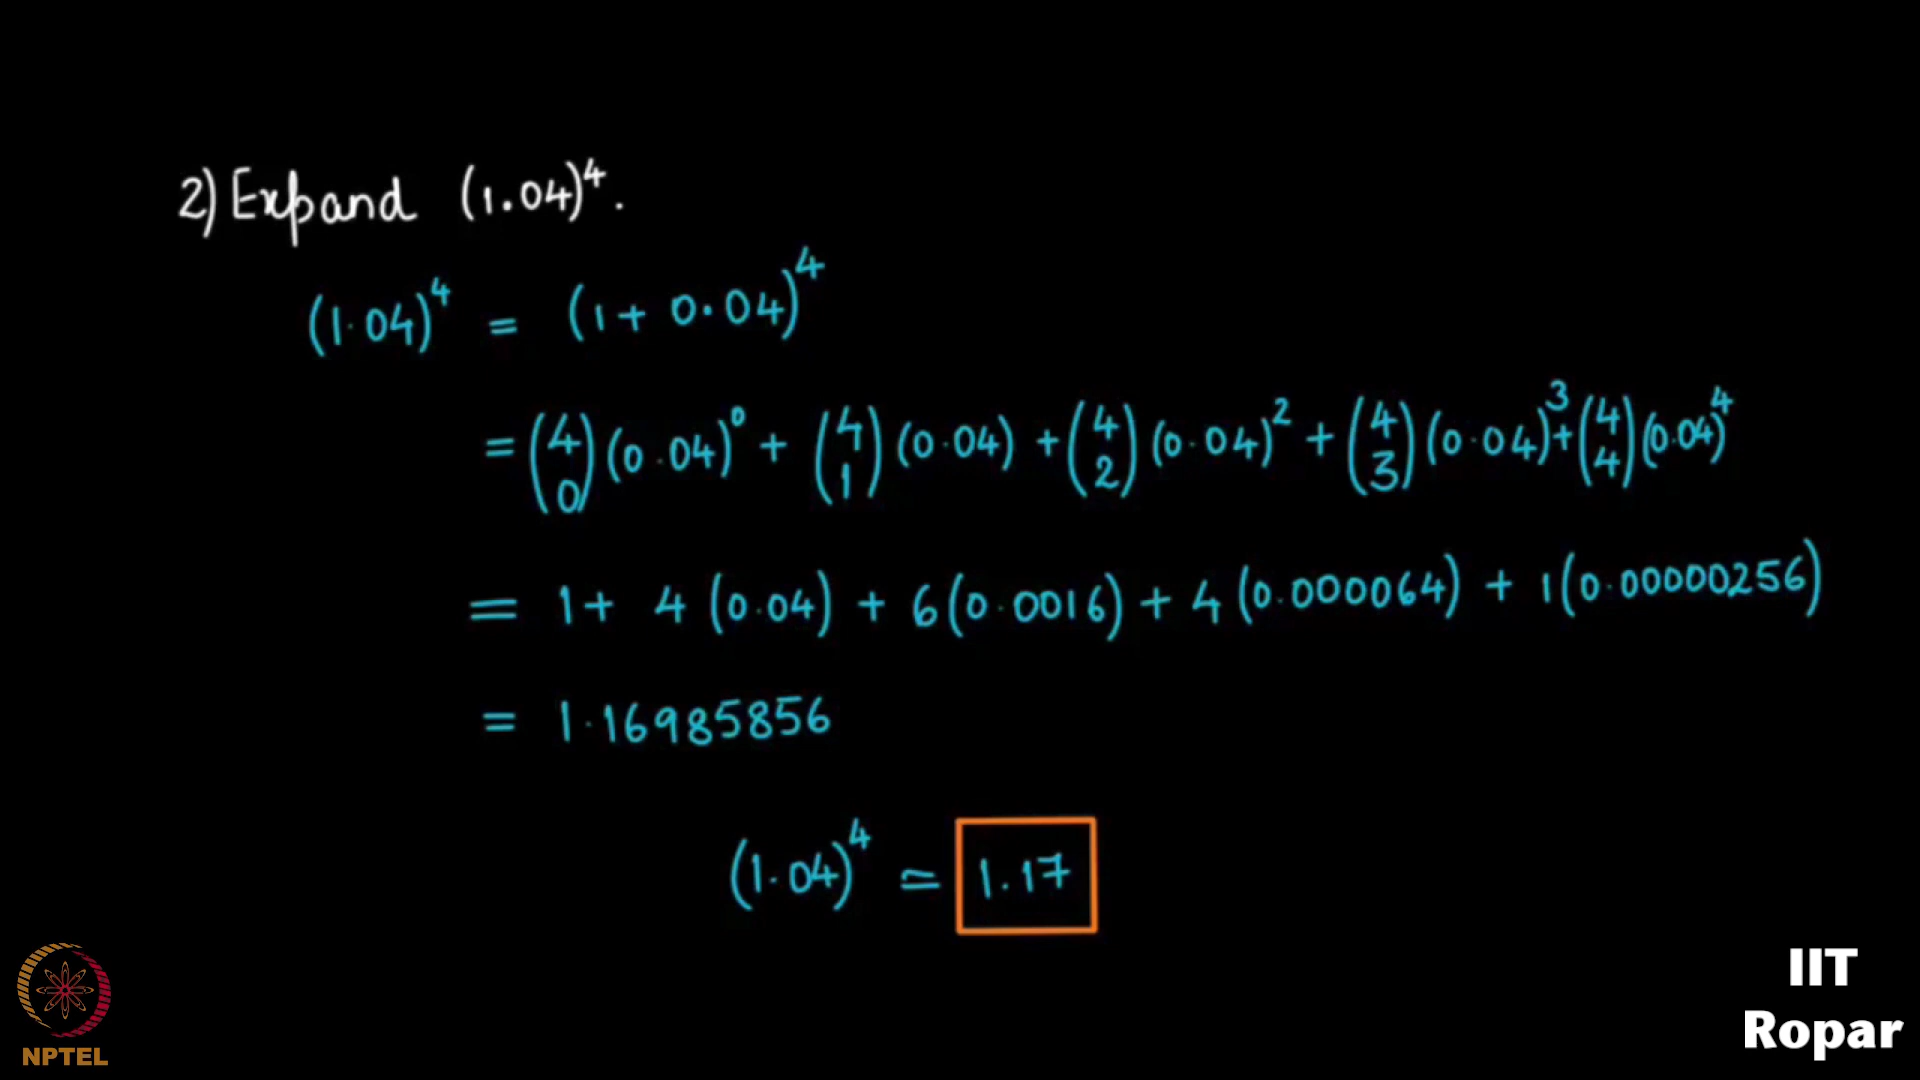 2) Expand (1.04)⁴.
(1.04)⁴ = (1 + 0.04)⁴
= (4 0)(0.04)⁰ + (4 1)(0.04) + (4 2)(0.04)² + (4 3)(0.04)³ + (4 4)(0.04)⁴
= 1 + 4(0.04) + 6(0.0016) + 4(0.000064) + 1(0.00000256)
= 1.16985856
(1.04)⁴ ≃ 1.17
NPTEL
IIT
Ropar